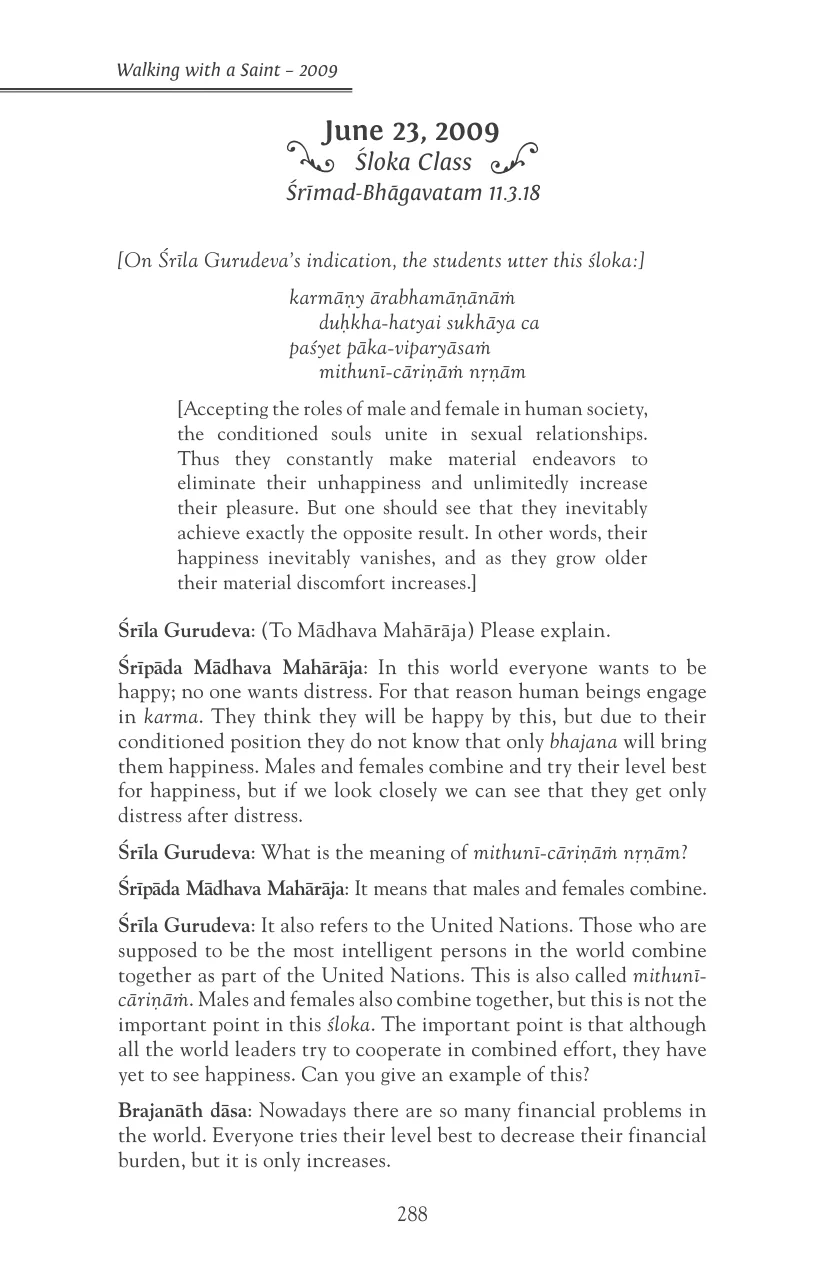 Walking with a Saint – 2009
June 23, 2009
Śloka Class
Śrīmad-Bhāgavatam 11.3.18
[On Śrīla Gurudeva's indication, the students utter this śloka:]
karmāṇy ārabhamāṇānāṁ
duḥkha-hatyai sukhāya ca
paśyet pāka-viparyāsaṁ
mithunī-cāriṇāṁ nṛṇām
[Accepting the roles of male and female in human society,
the conditioned souls unite in sexual relationships.
Thus they constantly make material endeavors to
eliminate their unhappiness and unlimitedly increase
their pleasure. But one should see that they inevitably
achieve exactly the opposite result. In other words, their
happiness inevitably vanishes, and as they grow older
their material discomfort increases.]
Śrīla Gurudeva: (To Mādhava Mahārāja) Please explain.
Śrīpāda Mādhava Mahārāja: In this world everyone wants to be
happy; no one wants distress. For that reason human beings engage
in karma. They think they will be happy by this, but due to their
conditioned position they do not know that only bhajana will bring
them happiness. Males and females combine and try their level best
for happiness, but if we look closely we can see that they get only
distress after distress.
Śrīla Gurudeva: What is the meaning of mithunī-cāriṇāṁ nṛṇām?
Śrīpāda Mādhava Mahārāja: It means that males and females combine.
Śrīla Gurudeva: It also refers to the United Nations. Those who are
supposed to be the most intelligent persons in the world combine
together as part of the United Nations. This is also called mithunī-
cāriṇāṁ. Males and females also combine together, but this is not the
important point in this śloka. The important point is that although
all the world leaders try to cooperate in combined effort, they have
yet to see happiness. Can you give an example of this?
Brajanāth dāsa: Nowadays there are so many financial problems in
the world. Everyone tries their level best to decrease their financial
burden, but it is only increases.
288